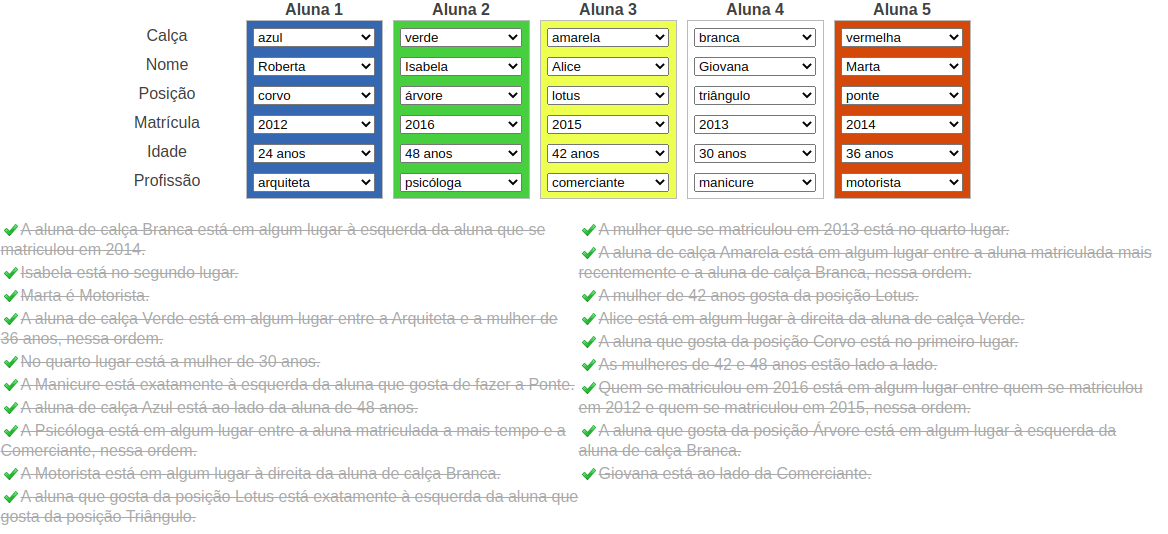 Aluna 1 Aluna 2 Aluna 3 Aluna 4 Aluna 5
Calça azul verde amarela branca vermelha
Nome Roberta Isabela Alice Giovana Marta
Posição corvo árvore lotus triângulo ponte
Matrícula 2012 2016 2015 2013 2014
Idade 24 anos 48 anos 42 anos 30 anos 36 anos
Profissão arquiteta psicóloga comerciante manicure motorista
A aluna de calça Branca está em algum lugar à esquerda da aluna que se
matriculou em 2014.
Isabela está no segundo lugar.
Marta é Motorista.
A aluna de calça Verde está em algum lugar entre a Arquiteta e a mulher de
36 anos, nessa ordem.
No quarto lugar está a mulher de 30 anos.
A Manicure está exatamente à esquerda da aluna que gosta de fazer a Ponte.
A aluna de calça Azul está ao lado da aluna de 48 anos.
A Psicóloga está em algum lugar entre a aluna matriculada a mais tempo e a
Comerciante, nessa ordem.
A Motorista está em algum lugar à direita da aluna de calça Branca.
A aluna que gosta da posição Lotus está exatamente à esquerda da aluna que
gosta da posição Triângulo.
A mulher que se matriculou em 2013 está no quarto lugar.
A aluna de calça Amarela está em algum lugar entre a aluna matriculada mais
recentemente e a aluna de calça Branca, nessa ordem.
A mulher de 42 anos gosta da posição Lotus.
Alice está em algum lugar à direita da aluna de calça Verde.
A aluna que gosta da posição Corvo está no primeiro lugar.
As mulheres de 42 e 48 anos estão lado a lado.
Quem se matriculou em 2016 está em algum lugar entre quem se matriculou
em 2012 e quem se matriculou em 2015, nessa ordem.
A aluna que gosta da posição Árvore está em algum lugar à esquerda da
aluna de calça Branca.
Giovana está ao lado da Comerciante.